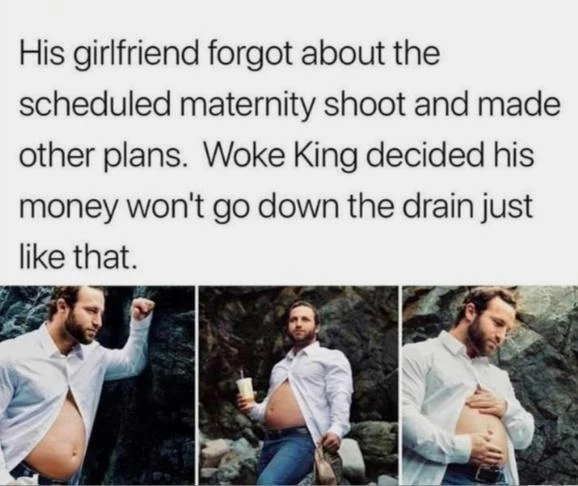 His girlfriend forgot about the
scheduled maternity shoot and made
other plans.  Woke King decided his
money won't go down the drain just
like that.